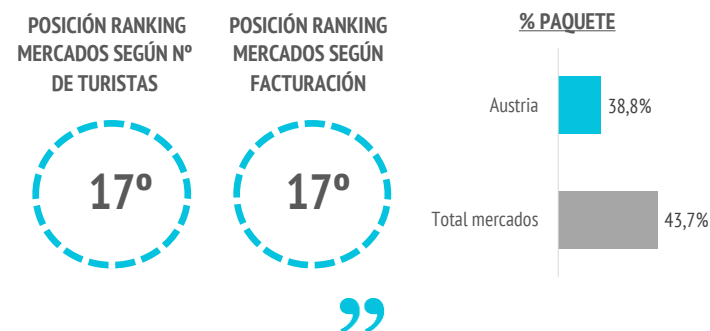 POSICIÓN RANKING
MERCADOS SEGÚN Nº
DE TURISTAS
17º
POSICIÓN RANKING
MERCADOS SEGÚN
FACTURACIÓN
17º
% PAQUETE
Austria
38,8%
Total mercados
43,7%
”